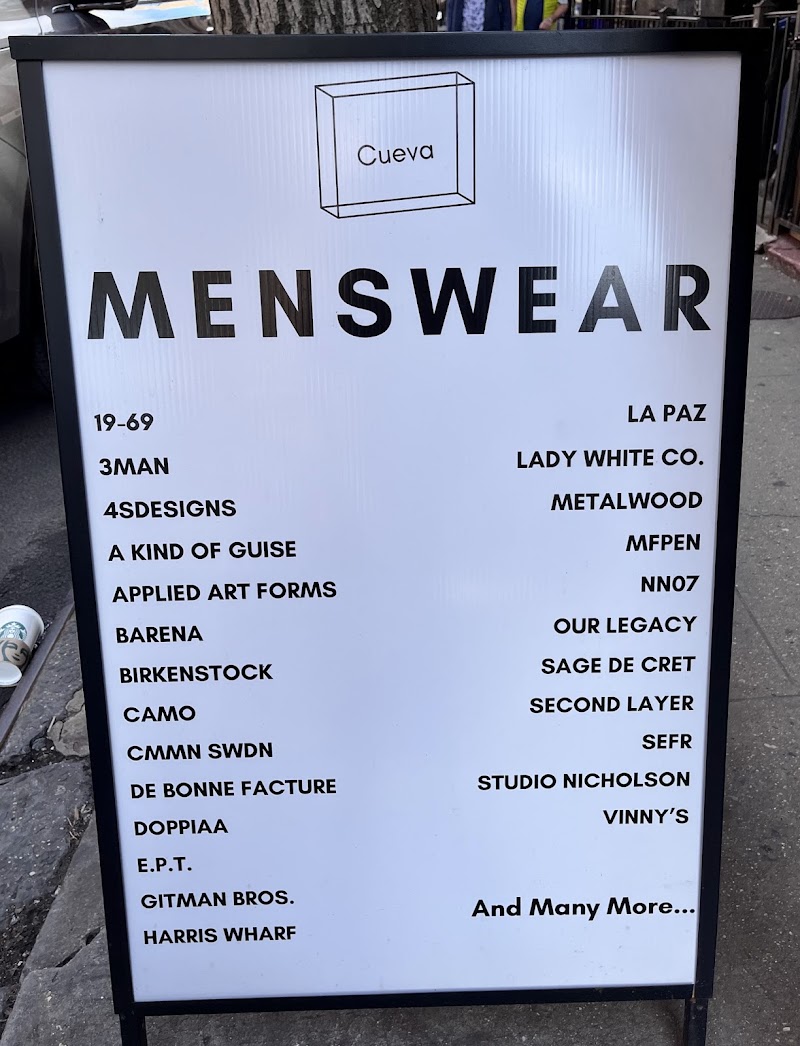 Cueva
MENSWEAR
19-69
3MAN
4SDESIGNS
A KIND OF GUISE
APPLIED ART FORMS
BARENA
BIRKENSTOCK
CAMO
CMMN SWDN
DE BONNE FACTURE
DOPPIAA
E.P.T.
GITMAN BROS.
HARRIS WHARF
LA PAZ
LADY WHITE CO.
METALWOOD
MFPEN
NN07
OUR LEGACY
SAGE DE CRET
SECOND LAYER
SEFR
STUDIO NICHOLSON
VINNY'S
And Many More...